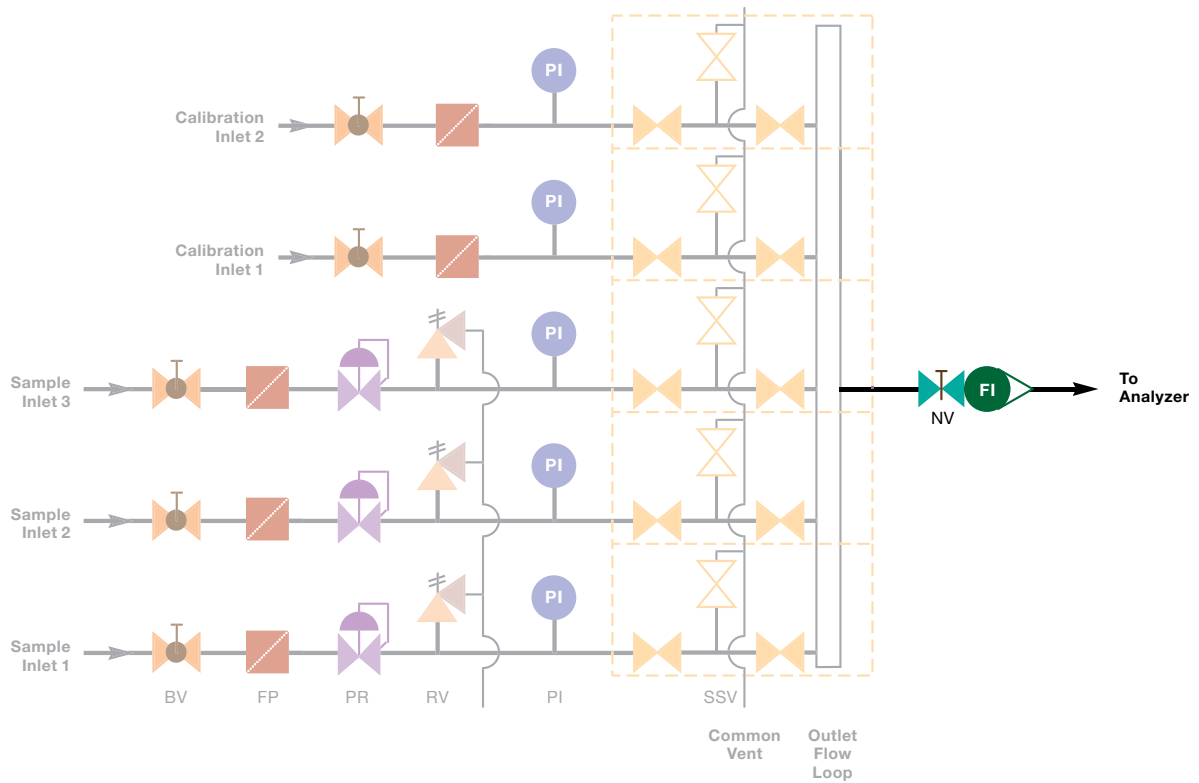 PI
Calibration
Inlet 2
PI
Calibration
Inlet 1
PI
Sample
Inlet 3
FI
To
Analyzer
NV
PI
Sample
Inlet 2
PI
Sample
Inlet 1
BV
FP
PR
RV
PI
SSV
Common
Vent
Outlet
Flow
Loop